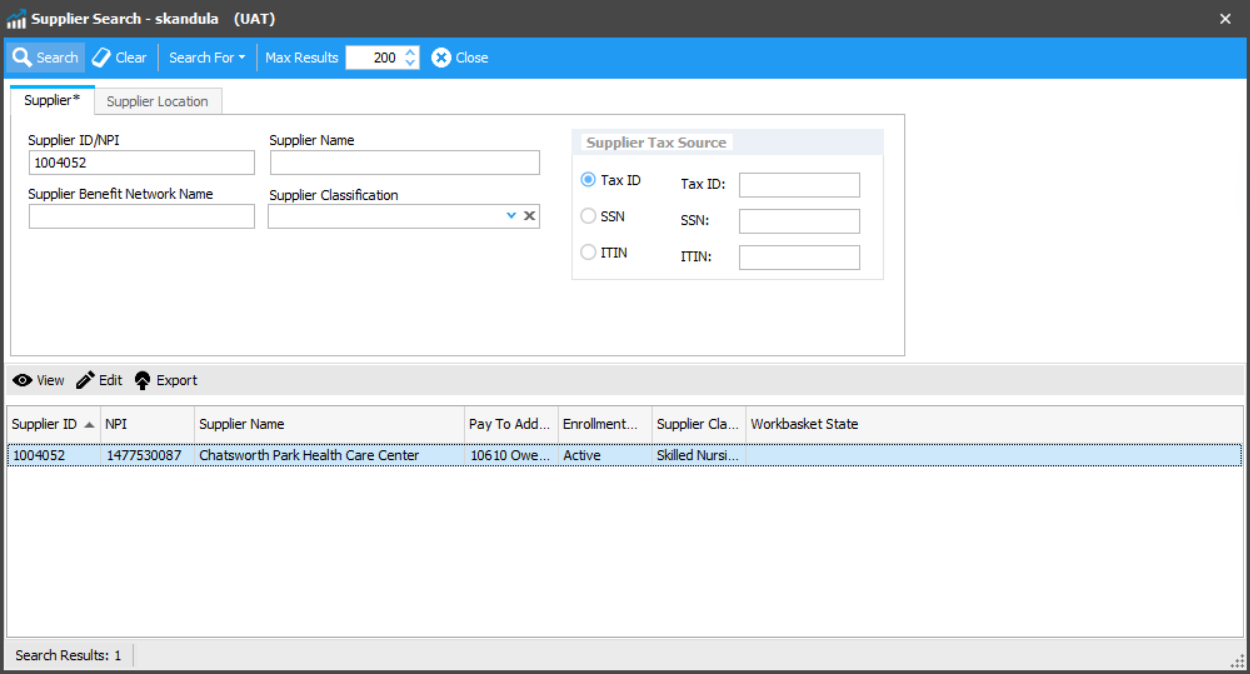 Supplier Search - skandula (UAT)
Search Clear Search For Max Results 200 Close
Supplier* Supplier Location
Supplier ID/NPI Supplier Name Supplier Tax Source
1004052
Tax ID Tax ID:
Supplier Benefit Network Name Supplier Classification
SSN SSN:
ITIN ITIN:
View Edit Export
Supplier ID NPI Supplier Name Pay To Add... Enrollment... Supplier Cla... Workbasket State
1004052 1477530087 Chatsworth Park Health Care Center 10610 Owe... Active Skilled Nursi...
Search Results: 1